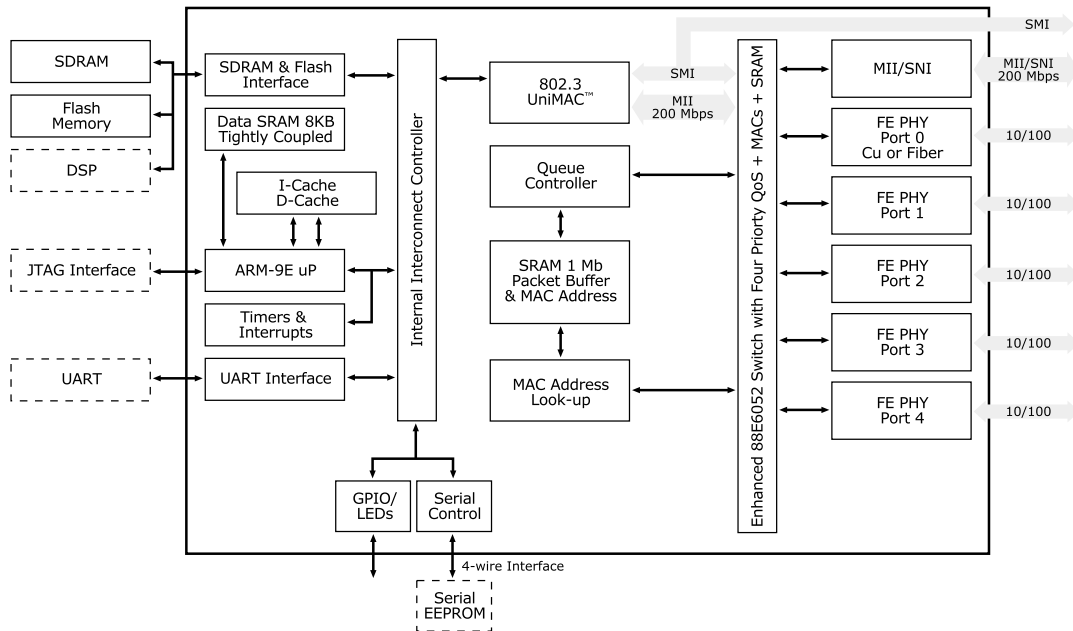 SDRAM
Flash
Memory
DSP
JTAG Interface
UART
SDRAM & Flash
Interface
Data SRAM 8KB
Tightly Coupled
I-Cache
D-Cache
ARM-9E uP
Timers &
Interrupts
UART Interface
Internal Interconnect Controller
GPIO/
LEDs
Serial
Control
4-wire Interface
Serial
EEPROM
802.3
UniMAC™
Queue
Controller
SRAM 1 Mb
Packet Buffer
& MAC Address
MAC Address
Look-up
SMI
MII
200 Mbps
Enhanced 88E6052 Switch with Four Priorty QoS + MACs + SRAM
SMI
MII/SNI
MII/SNI
200 Mbps
FE PHY
Port 0
Cu or Fiber
10/100
FE PHY
Port 1
10/100
FE PHY
Port 2
10/100
FE PHY
Port 3
10/100
FE PHY
Port 4
10/100